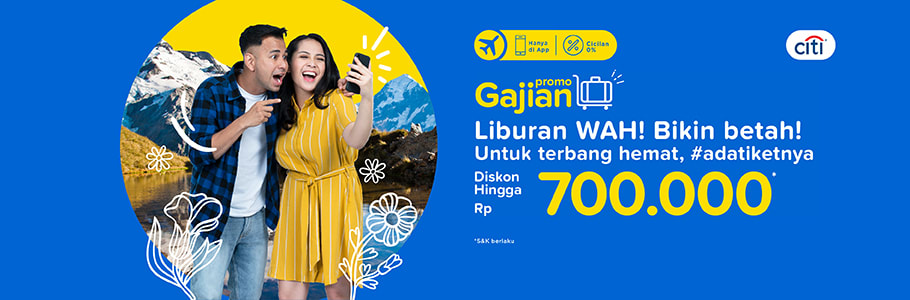 Hanya
di App
Cicilan
0%
citi
promo
Gajian
Liburan WAH! Bikin betah!
Untuk terbang hemat, #adatiketnya
Diskon
Hingga
Rp
700.000*
*S&K berlaku